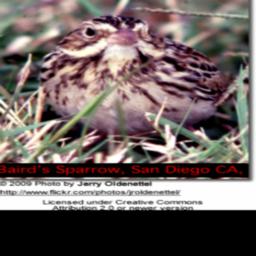 Baird's Sparrow, San Diego CA,
© 2009 Photo by Jerry Oldenettel
http://www.flickr.com/photos/jroldenettel/
Licensed under Creative Commons
Attribution 2.0 or newer version